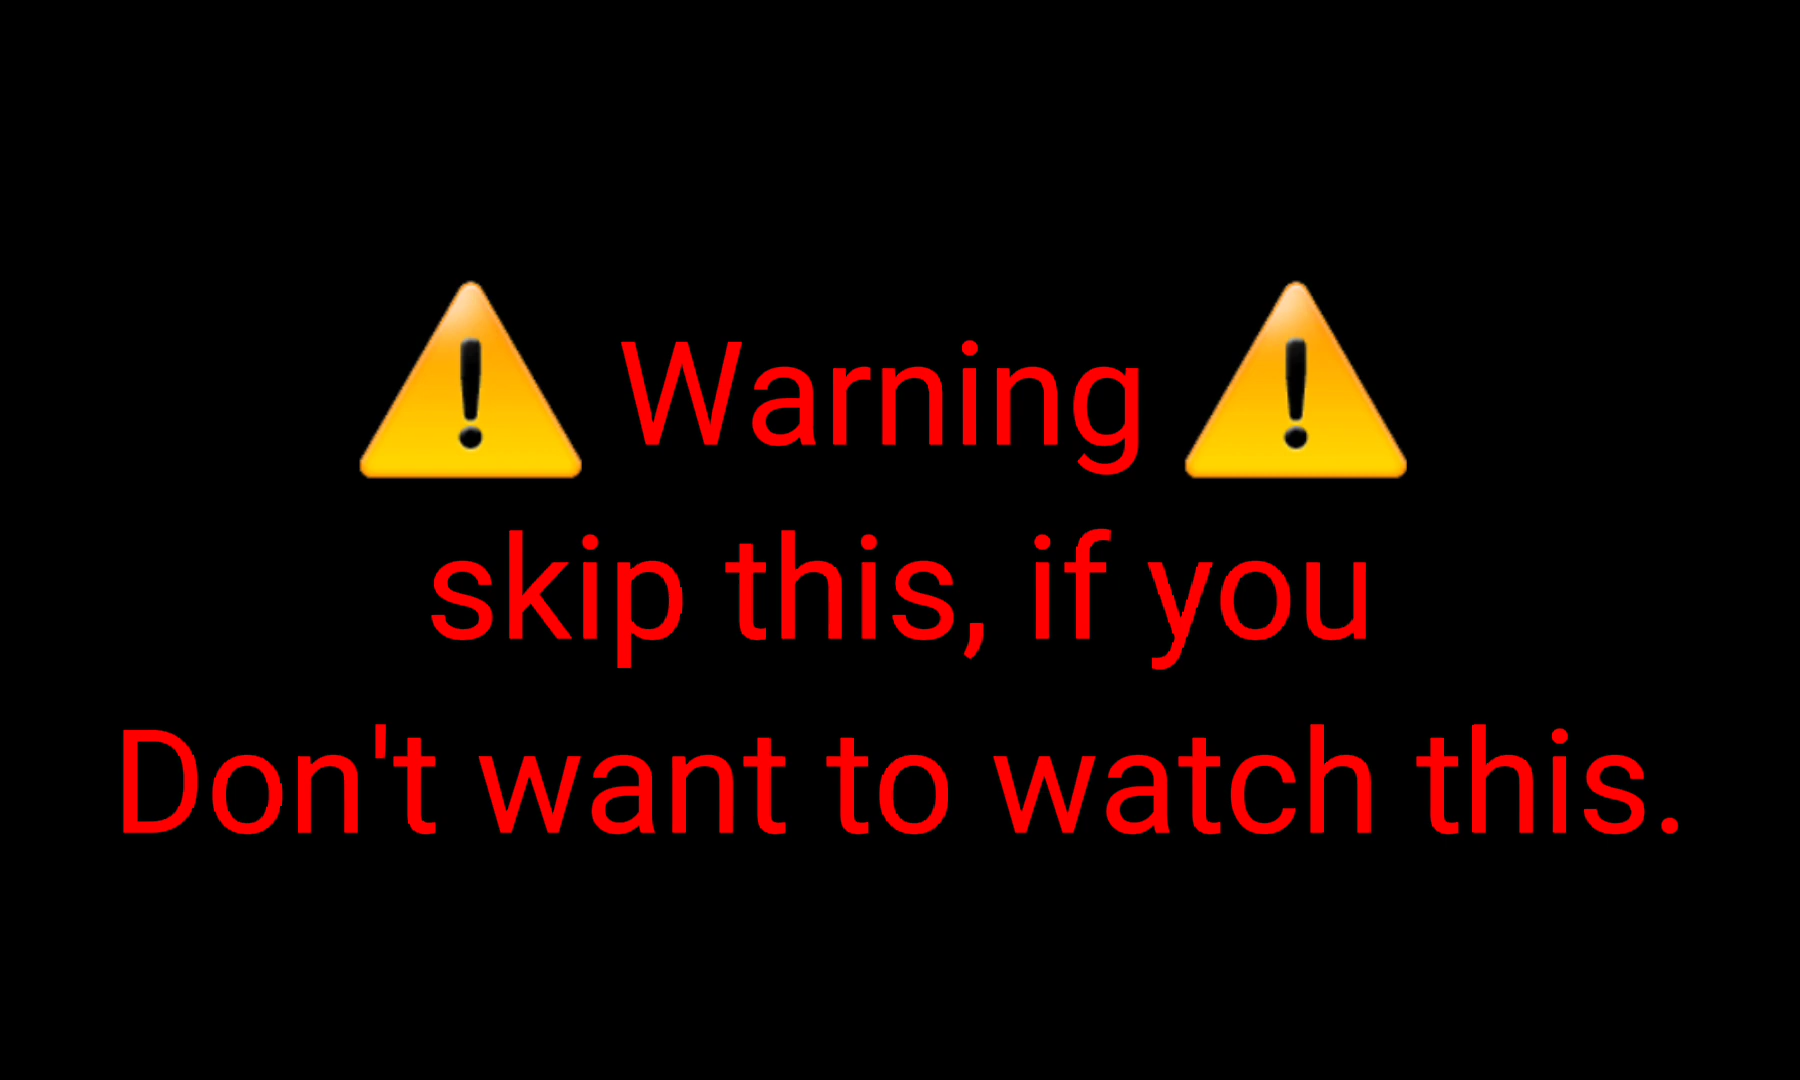 ⚠️ Warning ⚠️
skip this, if you
Don't want to watch this.